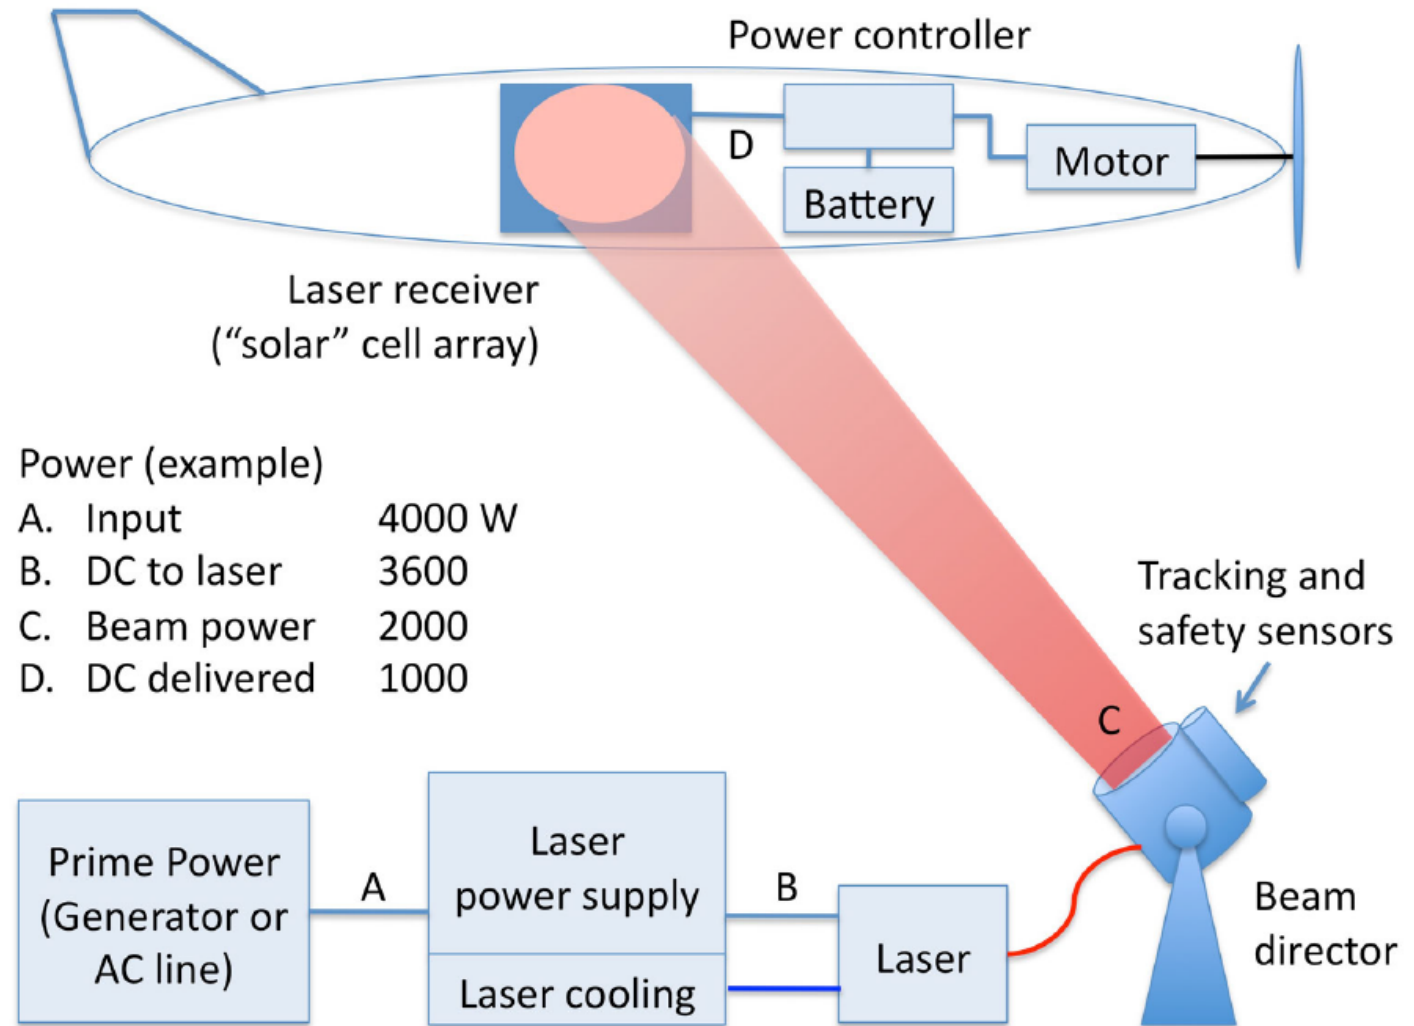 Power controller
D
Motor
Battery
Laser receiver
(“solar” cell array)
Power (example)
A. Input 4000 W
B. DC to laser 3600
C. Beam power 2000
D. DC delivered 1000
Tracking and
safety sensors
C
Prime Power
(Generator or
AC line)
A
Laser
power supply
Laser cooling
B
Laser
Beam
director